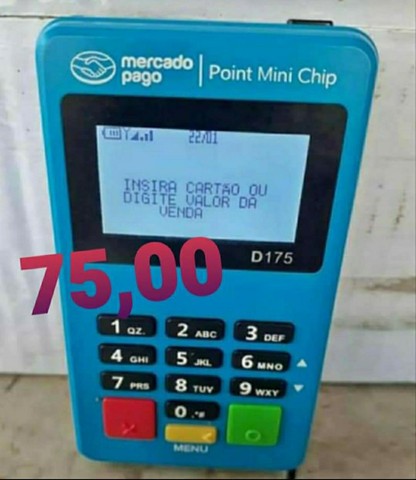 mercado
pago
Point Mini Chip
22/01
INSIRA CARTÃO OU
DIGITE VALOR DA
VENDA
D175
75,00
1 QZ.
2 ABC
3 DEF
4 GHI
5 JKL
6 MNO
7 PRS
8 TUV
9 WXY
0 .*#
MENU